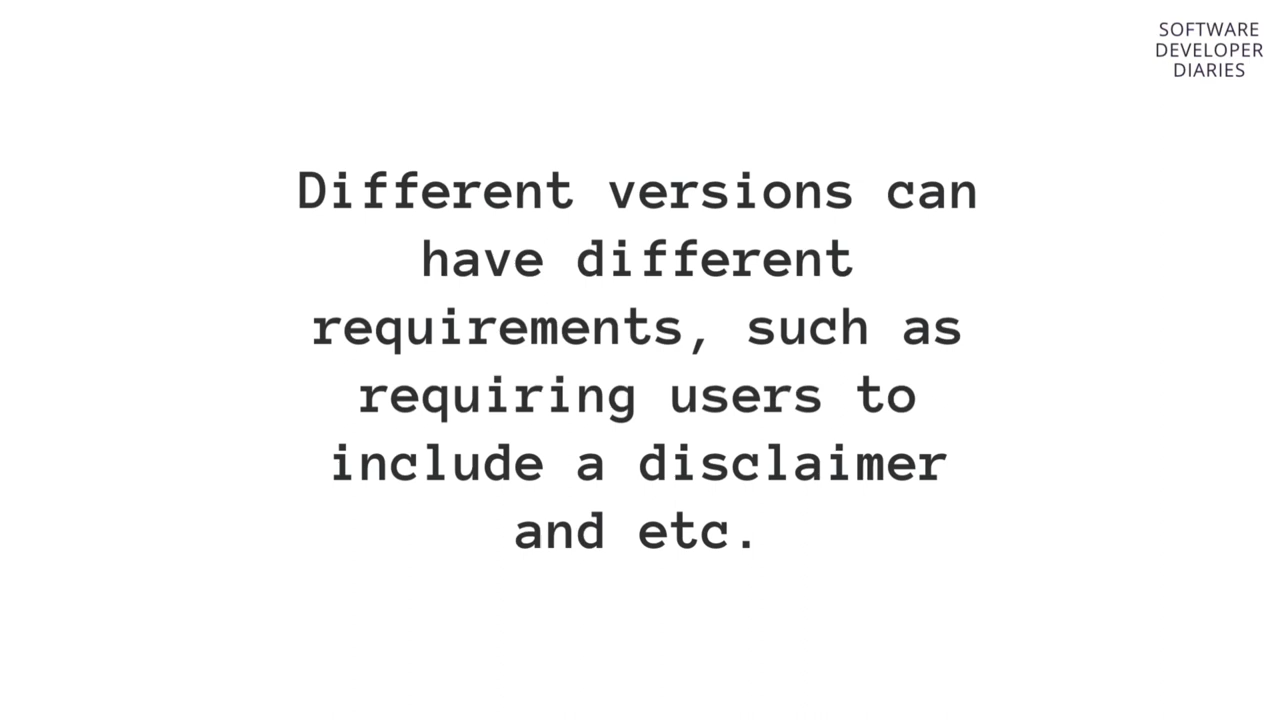 SOFTWARE
DEVELOPER
DIARIES
Different versions can
have different
requirements, such as
requiring users to
include a disclaimer
and etc.